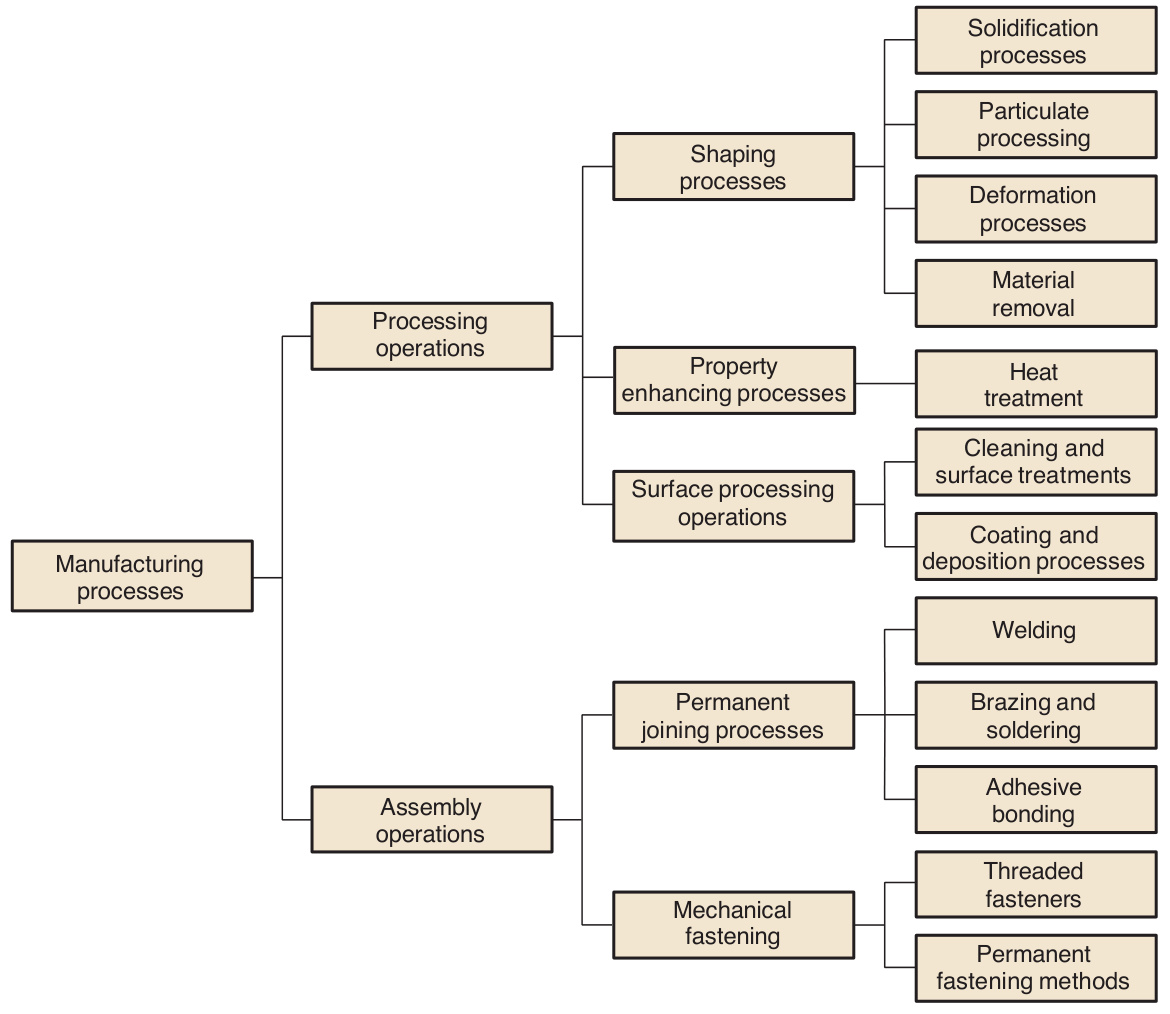 Manufacturing
processes
Processing
operations
Assembly
operations
Shaping
processes
Property
enhancing processes
Surface processing
operations
Permanent
joining processes
Mechanical
fastening
Solidification
processes
Particulate
processing
Deformation
processes
Material
removal
Heat
treatment
Cleaning and
surface treatments
Coating and
deposition processes
Welding
Brazing and
soldering
Adhesive
bonding
Threaded
fasteners
Permanent
fastening methods